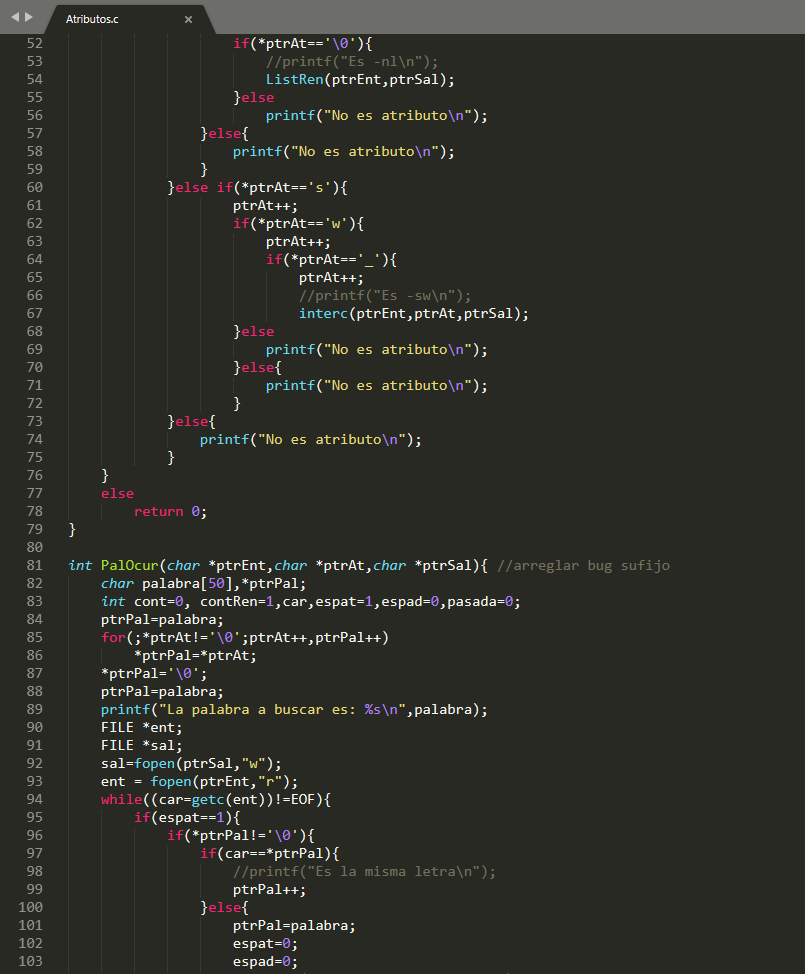 Atributos.c
52 if(*ptrAt=='\0'){
53 //printf("Es -nl\n");
54 ListRen(ptrEnt,ptrSal);
55 }else
56 printf("No es atributo\n");
57 }else{
58 printf("No es atributo\n");
59 }
60 }else if(*ptrAt=='s'){
61 ptrAt++;
62 if(*ptrAt=='w'){
63 ptrAt++;
64 if(*ptrAt=='_'){
65 ptrAt++;
66 //printf("Es -sw\n");
67 interc(ptrEnt,ptrAt,ptrSal);
68 }else
69 printf("No es atributo\n");
70 }else{
71 printf("No es atributo\n");
72 }
73 }else{
74 printf("No es atributo\n");
75 }
76 }
77 else
78 return 0;
79 }
80
81 int PalOcur(char *ptrEnt,char *ptrAt,char *ptrSal){ //arreglar bug sufijo
82 char palabra[50],*ptrPal;
83 int cont=0, contRen=1,car,espat=1,espad=0,pasada=0;
84 ptrPal=palabra;
85 for(;*ptrAt!='\0';ptrAt++,ptrPal++)
86 *ptrPal=*ptrAt;
87 *ptrPal='\0';
88 ptrPal=palabra;
89 printf("La palabra a buscar es: %s\n",palabra);
90 FILE *ent;
91 FILE *sal;
92 sal=fopen(ptrSal,"w");
93 ent = fopen(ptrEnt,"r");
94 while((car=getc(ent))!=EOF){
95 if(espat==1){
96 if(*ptrPal!='\0'){
97 if(car==*ptrPal){
98 //printf("Es la misma letra\n");
99 ptrPal++;
100 }else{
101 ptrPal=palabra;
102 espat=0;
103 espad=0;